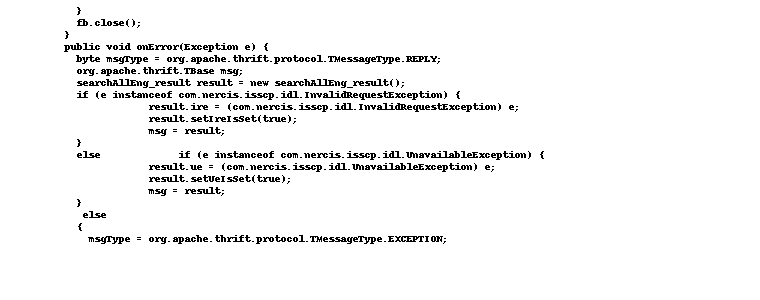 }
fb.close();
}
public void onError(Exception e) {
byte msgType = org.apache.thrift.protocol.TMessageType.REPLY;
org.apache.thrift.TBase msg;
searchAllEng_result result = new searchAllEng_result();
if (e instanceof com.nercis.isscp.idl.InvalidRequestException) {
result.ire = (com.nercis.isscp.idl.InvalidRequestException) e;
result.setIreIsSet(true);
msg = result;
}
else if (e instanceof com.nercis.isscp.idl.UnavailableException) {
result.ue = (com.nercis.isscp.idl.UnavailableException) e;
result.setUeIsSet(true);
msg = result;
}
else
{
msgType = org.apache.thrift.protocol.TMessageType.EXCEPTION;